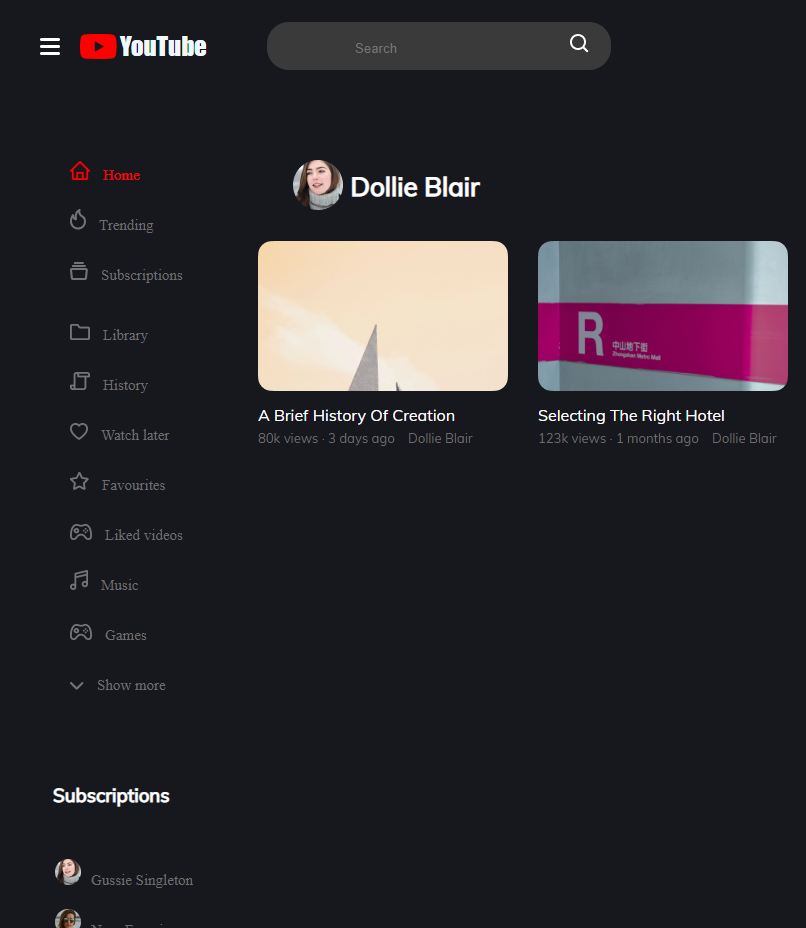 YouTube
Search
Home
Trending
Subscriptions
Library
History
Watch later
Favourites
Liked videos
Music
Games
Show more
Subscriptions
Gussie Singleton
Dollie Blair
R
中山地下街
Zhongshan Metro Mall
A Brief History Of Creation
80k views · 3 days ago Dollie Blair
Selecting The Right Hotel
123k views · 1 months ago Dollie Blair